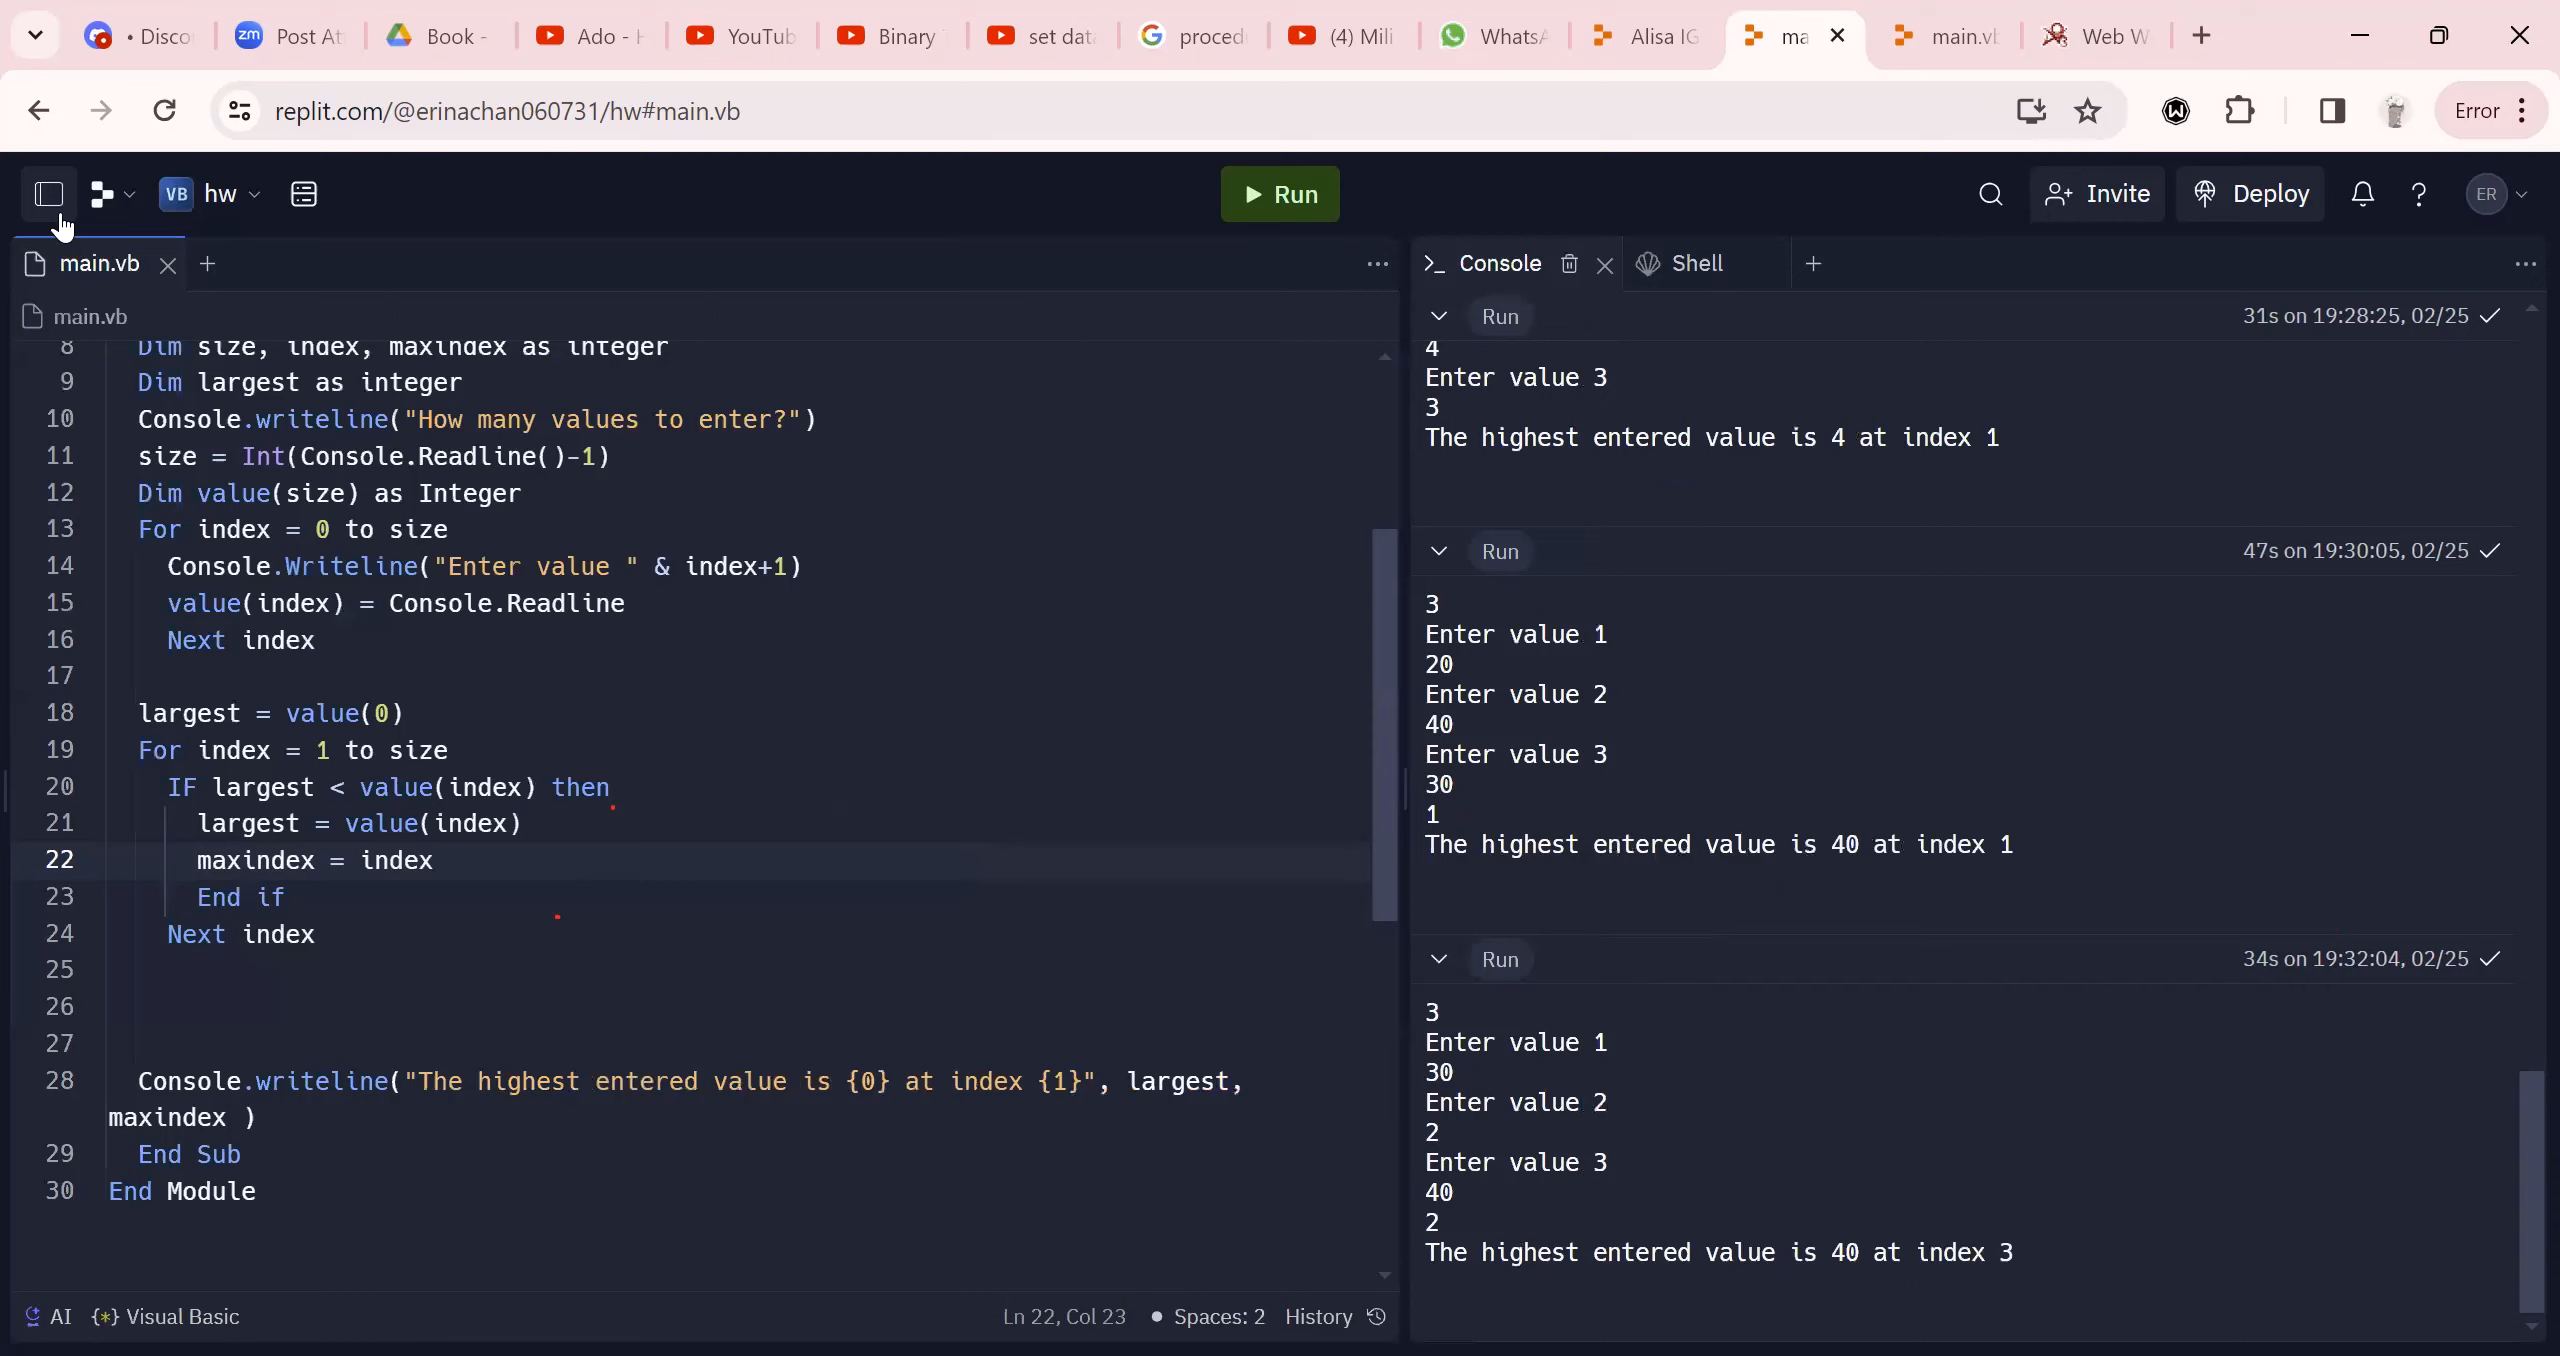 • Disco
zm Post At
Book -
Ado - H
YouTub
Binary T
set dat
proced
(4) Mili
WhatsA
Alisa IG
ma
main.vb
Web W
replit.com/@erinachan060731/hw#main.vb
Error
VB hw
Run
Invite
Deploy
ER
main.vb
Console
Shell
main.vb
8 Dim size, index, maxindex as integer
9 Dim largest as integer
10 Console.writeline("How many values to enter?")
11 size = Int(Console.Readline()-1)
12 Dim value(size) as Integer
13 For index = 0 to size
14 Console.Writeline("Enter value " & index+1)
15 value(index) = Console.Readline
16 Next index
17
18 largest = value(0)
19 For index = 1 to size
20 IF largest < value(index) then
21 largest = value(index)
22 maxindex = index
23 End if
24 Next index
25
26
27
28 Console.writeline("The highest entered value is {0} at index {1}", largest,
maxindex )
29 End Sub
30 End Module
AI {*} Visual Basic
Ln 22, Col 23 • Spaces: 2 History
Run 31s on 19:28:25, 02/25
4
Enter value 3
3
The highest entered value is 4 at index 1
Run 47s on 19:30:05, 02/25
3
Enter value 1
20
Enter value 2
40
Enter value 3
30
1
The highest entered value is 40 at index 1
Run 34s on 19:32:04, 02/25
3
Enter value 1
30
Enter value 2
2
Enter value 3
40
2
The highest entered value is 40 at index 3